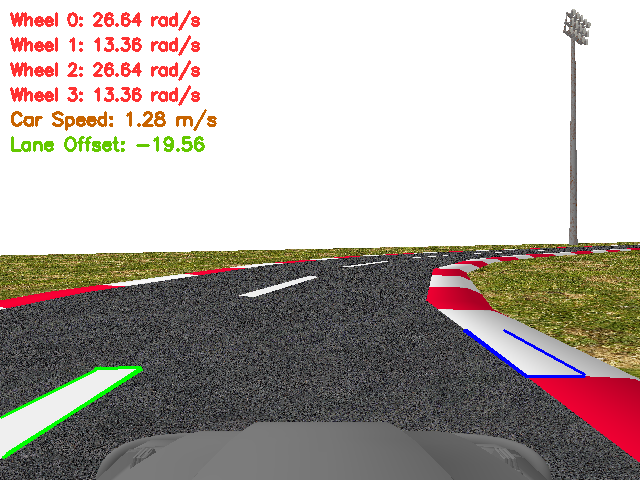 Wheel 0: 26.64 rad/s
Wheel 1: 13.36 rad/s
Wheel 2: 26.64 rad/s
Wheel 3: 13.36 rad/s
Car Speed: 1.28 m/s
Lane Offset: -19.56